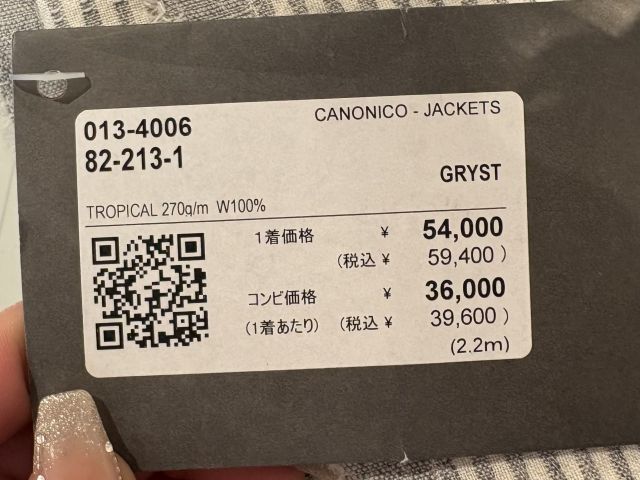 013-4006
CANONICO - JACKETS
82-213-1
GRYST
TROPICAL 270g/m W100%
1着価格 ¥ 54,000
(税込 ¥ 59,400 )
コンビ価格 ¥ 36,000
(1着あたり) (税込 ¥ 39,600 )
(2.2m)